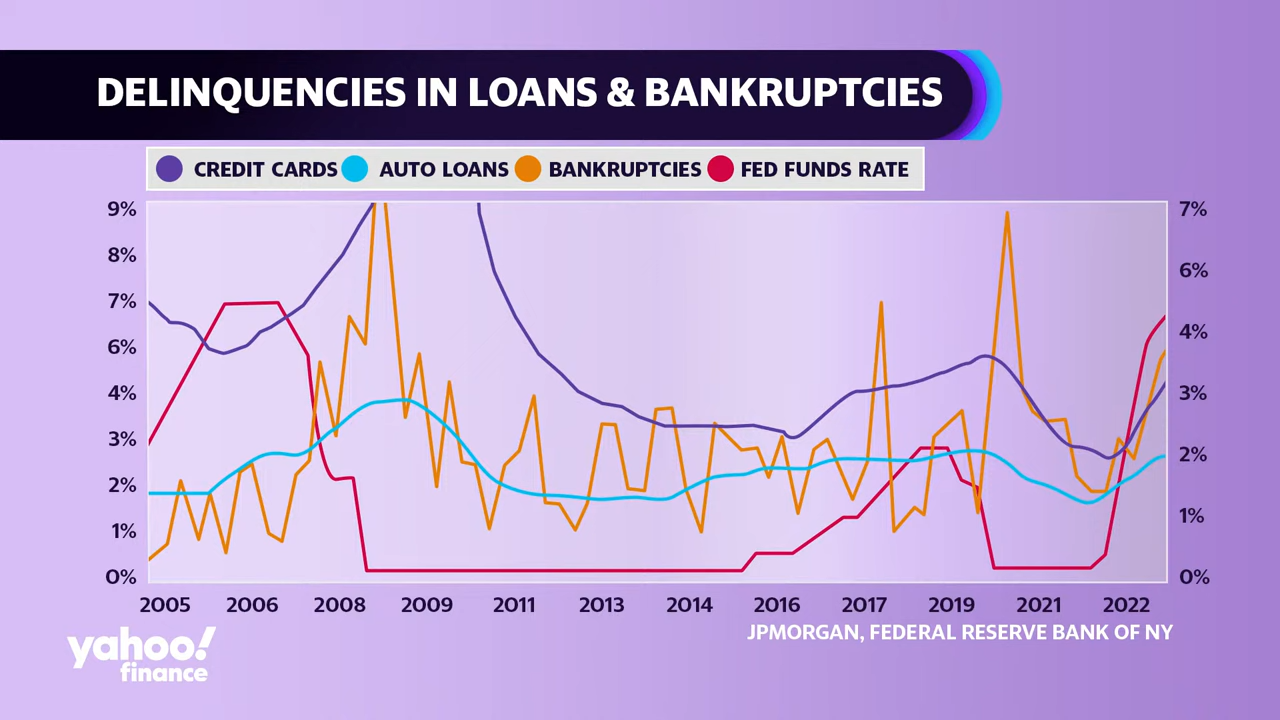 DELINQUENCIES IN LOANS & BANKRUPTCIES
CREDIT CARDS AUTO LOANS BANKRUPTCIES FED FUNDS RATE
9% 7%
8%
6%
7%
6% 4%
4% 3%
3%
2%
2%
1%
1%
0% 0%
2005 2006 2008 2009 2011 2013 2014 2016 2017 2019 2021 2022
JPMORGAN, FEDERAL RESERVE BANK OF NY
yahoo!
finance